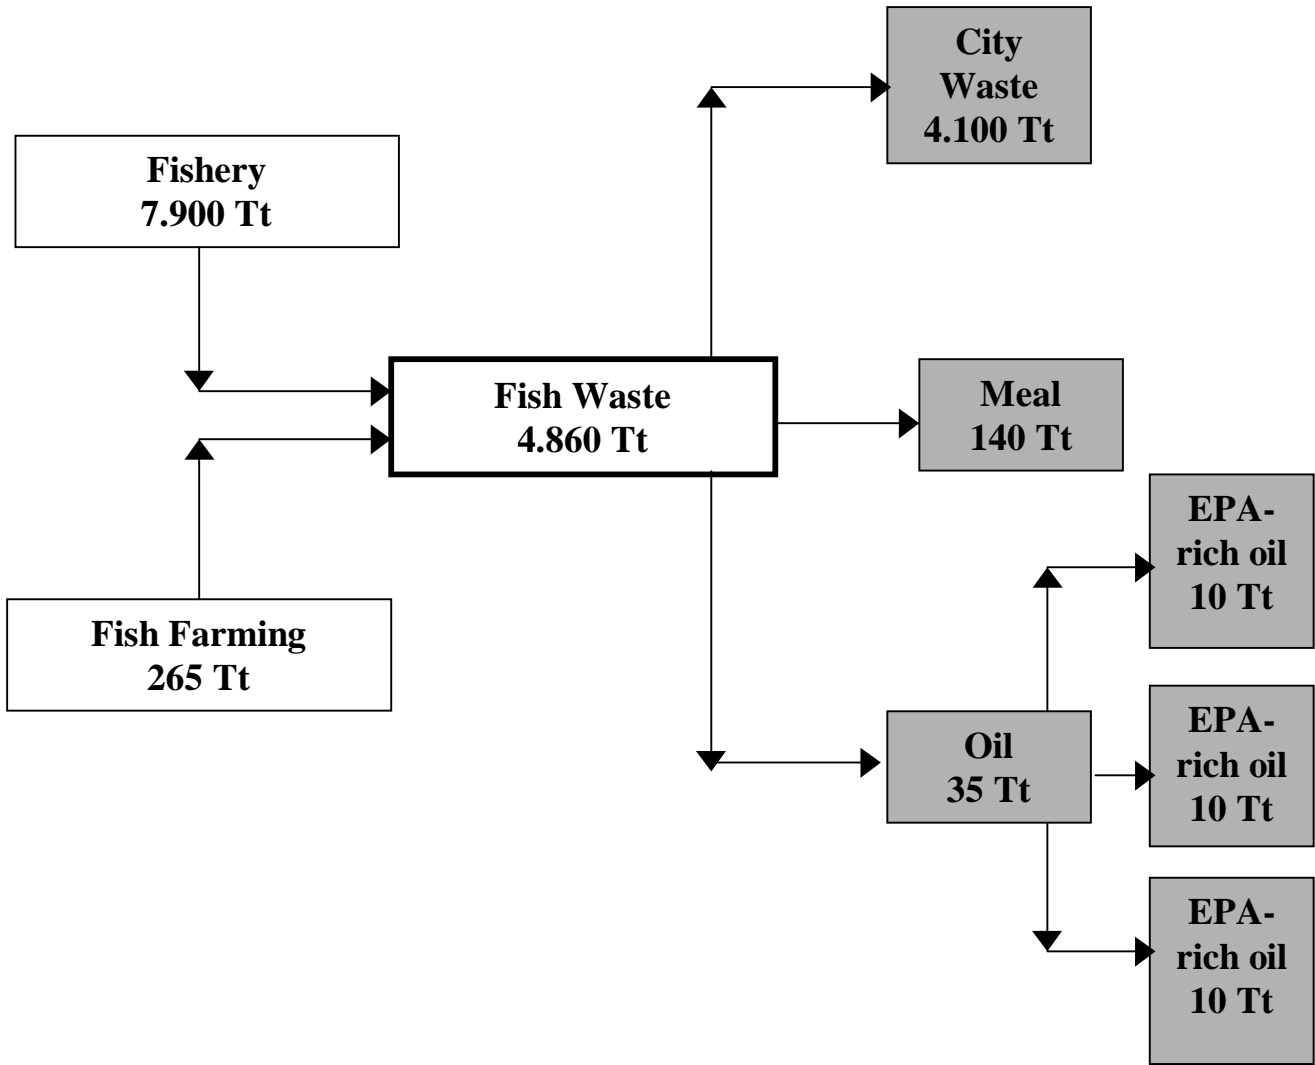 City
Waste
4.100 Tt
Fishery
7.900 Tt
Fish Waste
4.860 Tt
Meal
140 Tt
EPA-
rich oil
10 Tt
Fish Farming
265 Tt
Oil
35 Tt
EPA-
rich oil
10 Tt
EPA-
rich oil
10 Tt